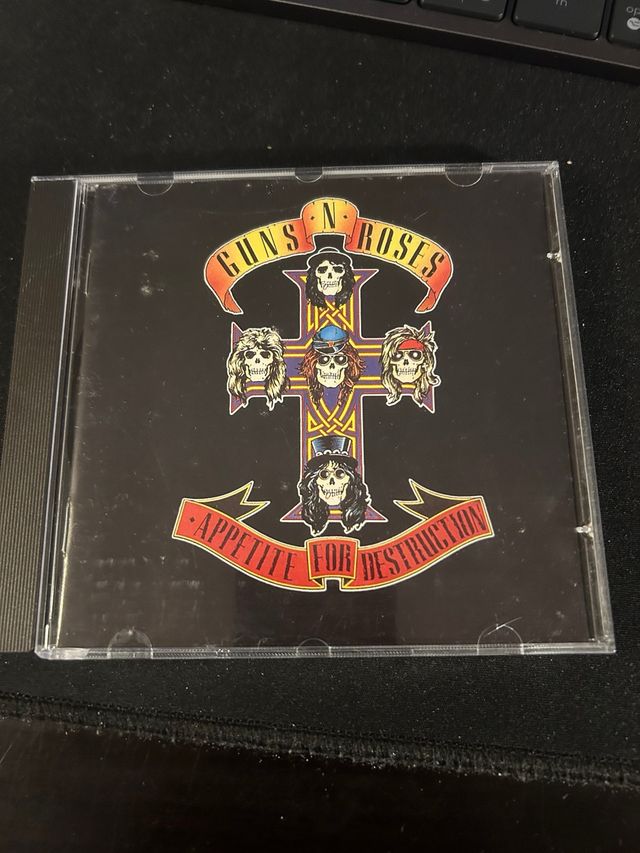 GUNS N' ROSES
APPETITE FOR DESTRUCTION